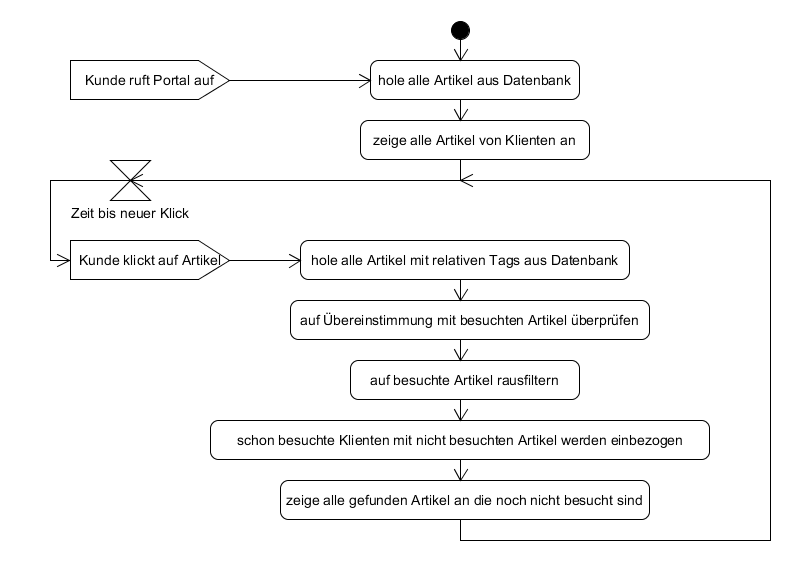 Kunde ruft Portal auf
hole alle Artikel aus Datenbank
zeige alle Artikel von Klienten an
Zeit bis neuer Klick
Kunde klickt auf Artikel
hole alle Artikel mit relativen Tags aus Datenbank
auf Übereinstimmung mit besuchten Artikel überprüfen
auf besuchte Artikel rausfiltern
schon besuchte Klienten mit nicht besuchten Artikel werden einbezogen
zeige alle gefunden Artikel an die noch nicht besucht sind